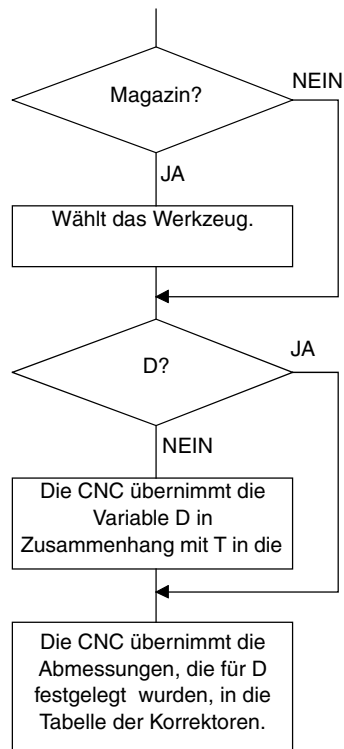 Magazin?
NEIN
JA
Wählt das Werkzeug.
D?
JA
NEIN
Die CNC übernimmt die
Variable D in
Zusammenhang mit T in die
Die CNC übernimmt die
Abmessungen, die für D
festgelegt wurden, in die
Tabelle der Korrektoren.